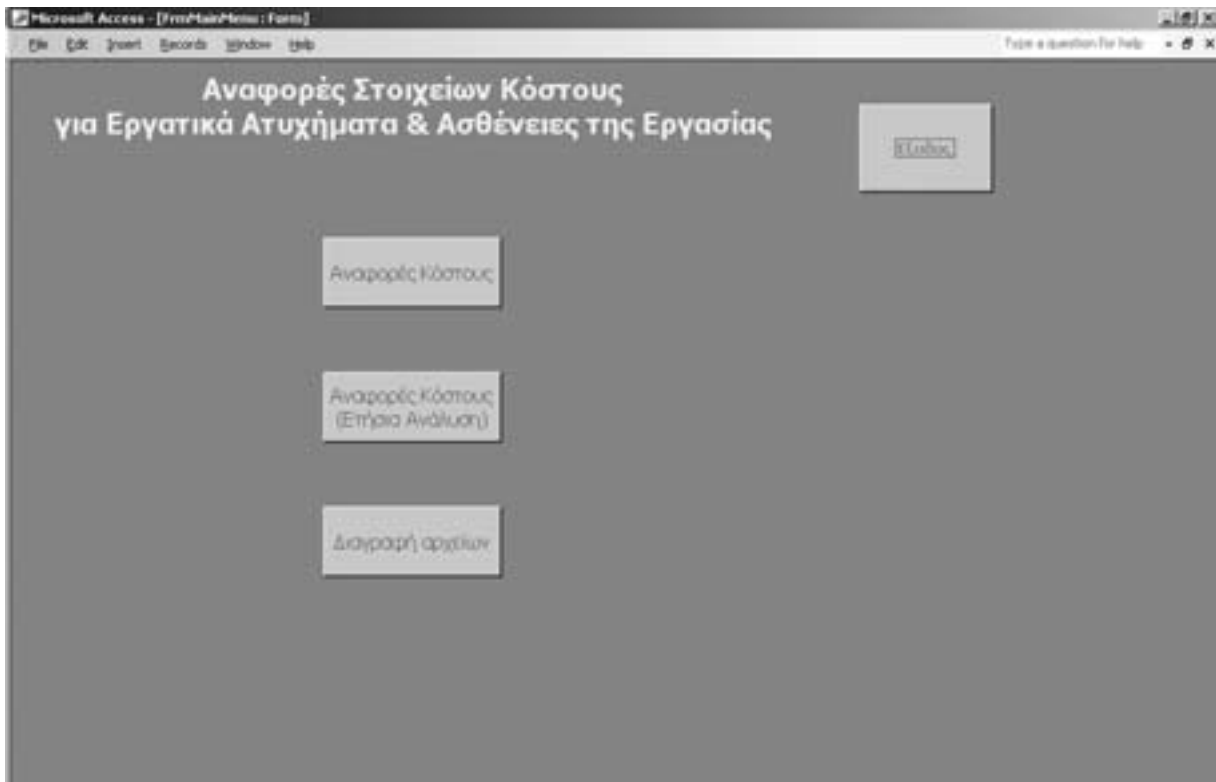 Microsoft Access - [FrmMainMenu : Form]
File Edit Insert Records Window Help
Type a question for help
Αναφορές Στοιχείων Κόστους
για Εργατικά Ατυχήματα & Ασθένειες της Εργασίας
Έξοδος
Αναφορές Κόστους
Αναφορές Κόστους
(Ετήσια Ανάλυση)
Διαγραφή αρχείων